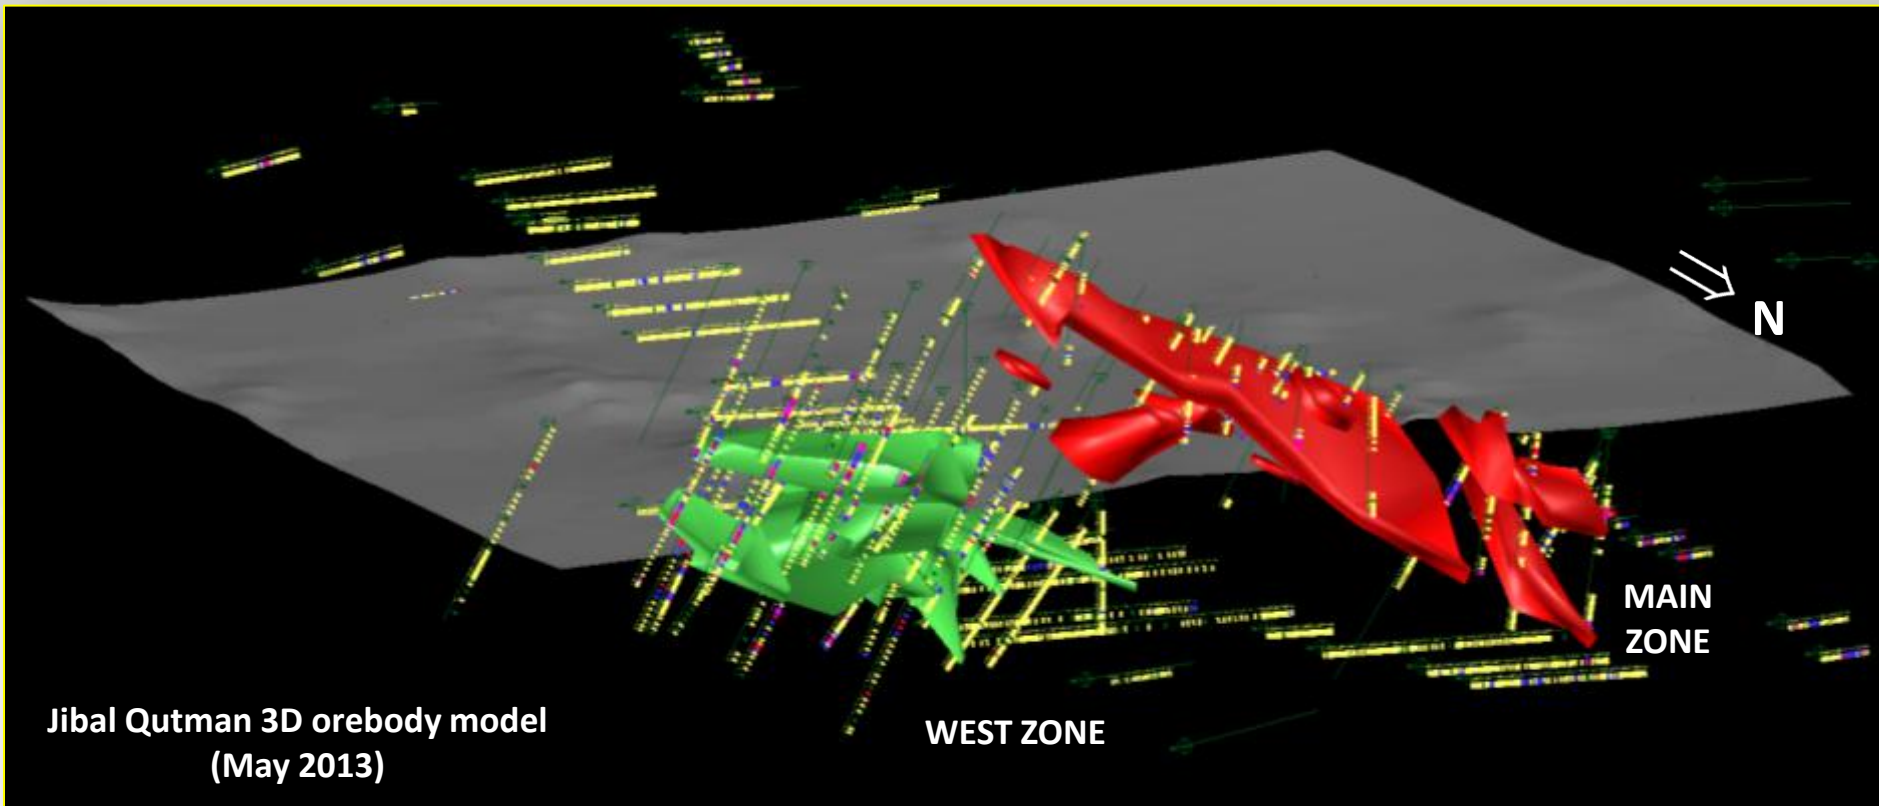 N
MAIN
ZONE
WEST ZONE
Jibal Qutman 3D orebody model
(May 2013)